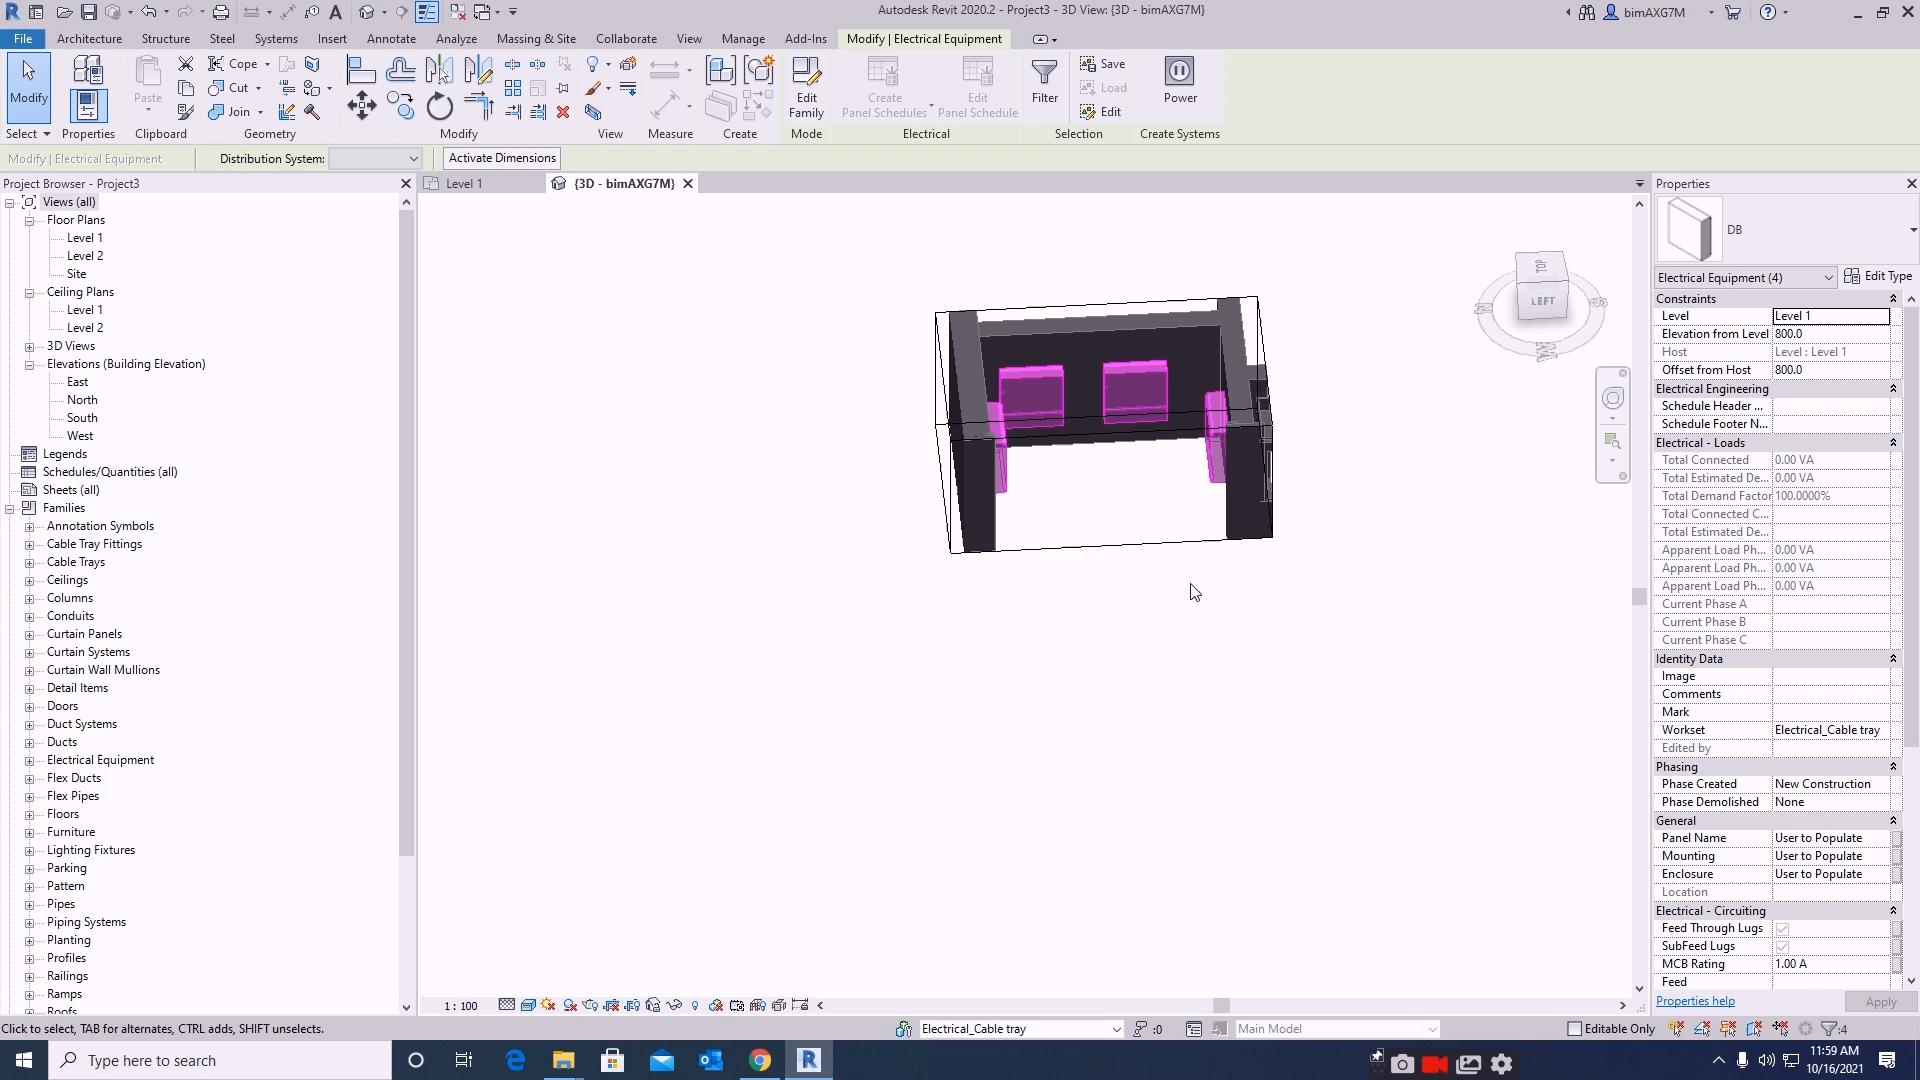 Autodesk Revit 2020.2 - Project3 - 3D View: {3D - bimAXG7M}
bimAXG7M
File Architecture Structure Steel Systems Insert Annotate Analyze Massing & Site Collaborate View Manage Add-Ins Modify | Electrical Equipment
Modify
Paste
Cope
Cut
Join
Edit Family
Create Panel Schedules
Edit Panel Schedule
Filter
Save
Load
Edit
Power
Select Properties Clipboard Geometry Modify View Measure Create Mode Electrical Selection Create Systems
Modify | Electrical Equipment Distribution System: Activate Dimensions
Project Browser - Project3
Views (all)
Floor Plans
Level 1
Level 2
Site
Ceiling Plans
Level 1
Level 2
3D Views
Elevations (Building Elevation)
East
North
South
West
Legends
Schedules/Quantities (all)
Sheets (all)
Families
Annotation Symbols
Cable Tray Fittings
Cable Trays
Ceilings
Columns
Conduits
Curtain Panels
Curtain Systems
Curtain Wall Mullions
Detail Items
Doors
Duct Systems
Ducts
Electrical Equipment
Flex Ducts
Flex Pipes
Floors
Furniture
Lighting Fixtures
Parking
Pattern
Pipes
Piping Systems
Planting
Profiles
Railings
Ramps
Roofs
Level 1
{3D - bimAXG7M}
TOP
LEFT
N
S
W
1 : 100
Properties
DB
Electrical Equipment (4) Edit Type
Constraints
Level Level 1
Elevation from Level 800.0
Host Level : Level 1
Offset from Host 800.0
Electrical Engineering
Schedule Header ...
Schedule Footer N...
Electrical - Loads
Total Connected 0.00 VA
Total Estimated De... 0.00 VA
Total Demand Factor 100.0000%
Total Connected C...
Total Estimated De...
Apparent Load Ph... 0.00 VA
Apparent Load Ph... 0.00 VA
Apparent Load Ph... 0.00 VA
Current Phase A
Current Phase B
Current Phase C
Identity Data
Image
Comments
Mark
Workset Electrical_Cable tray
Edited by
Phasing
Phase Created New Construction
Phase Demolished None
General
Panel Name User to Populate
Mounting User to Populate
Enclosure User to Populate
Location
Electrical - Circuiting
Feed Through Lugs
SubFeed Lugs
MCB Rating 1.00 A
Feed
Properties help Apply
Click to select, TAB for alternates, CTRL adds, SHIFT unselects. Electrical_Cable tray :0 Main Model Editable Only :4
Type here to search
11:59 AM
10/16/2021